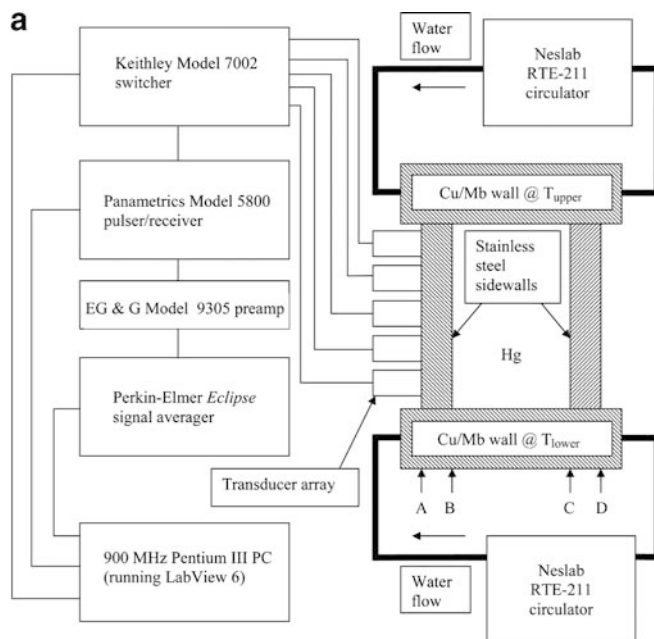 a
Keithley Model 7002
switcher
Panametrics Model 5800
pulser/receiver
EG & G Model 9305 preamp
Perkin-Elmer Eclipse
signal averager
Transducer array
900 MHz Pentium III PC
(running LabView 6)
Water
flow
Neslab
RTE-211
circulator
Cu/Mb wall @ Tupper
Stainless
steel
sidewalls
Hg
Cu/Mb wall @ Tlower
A B C D
Water
flow
Neslab
RTE-211
circulator